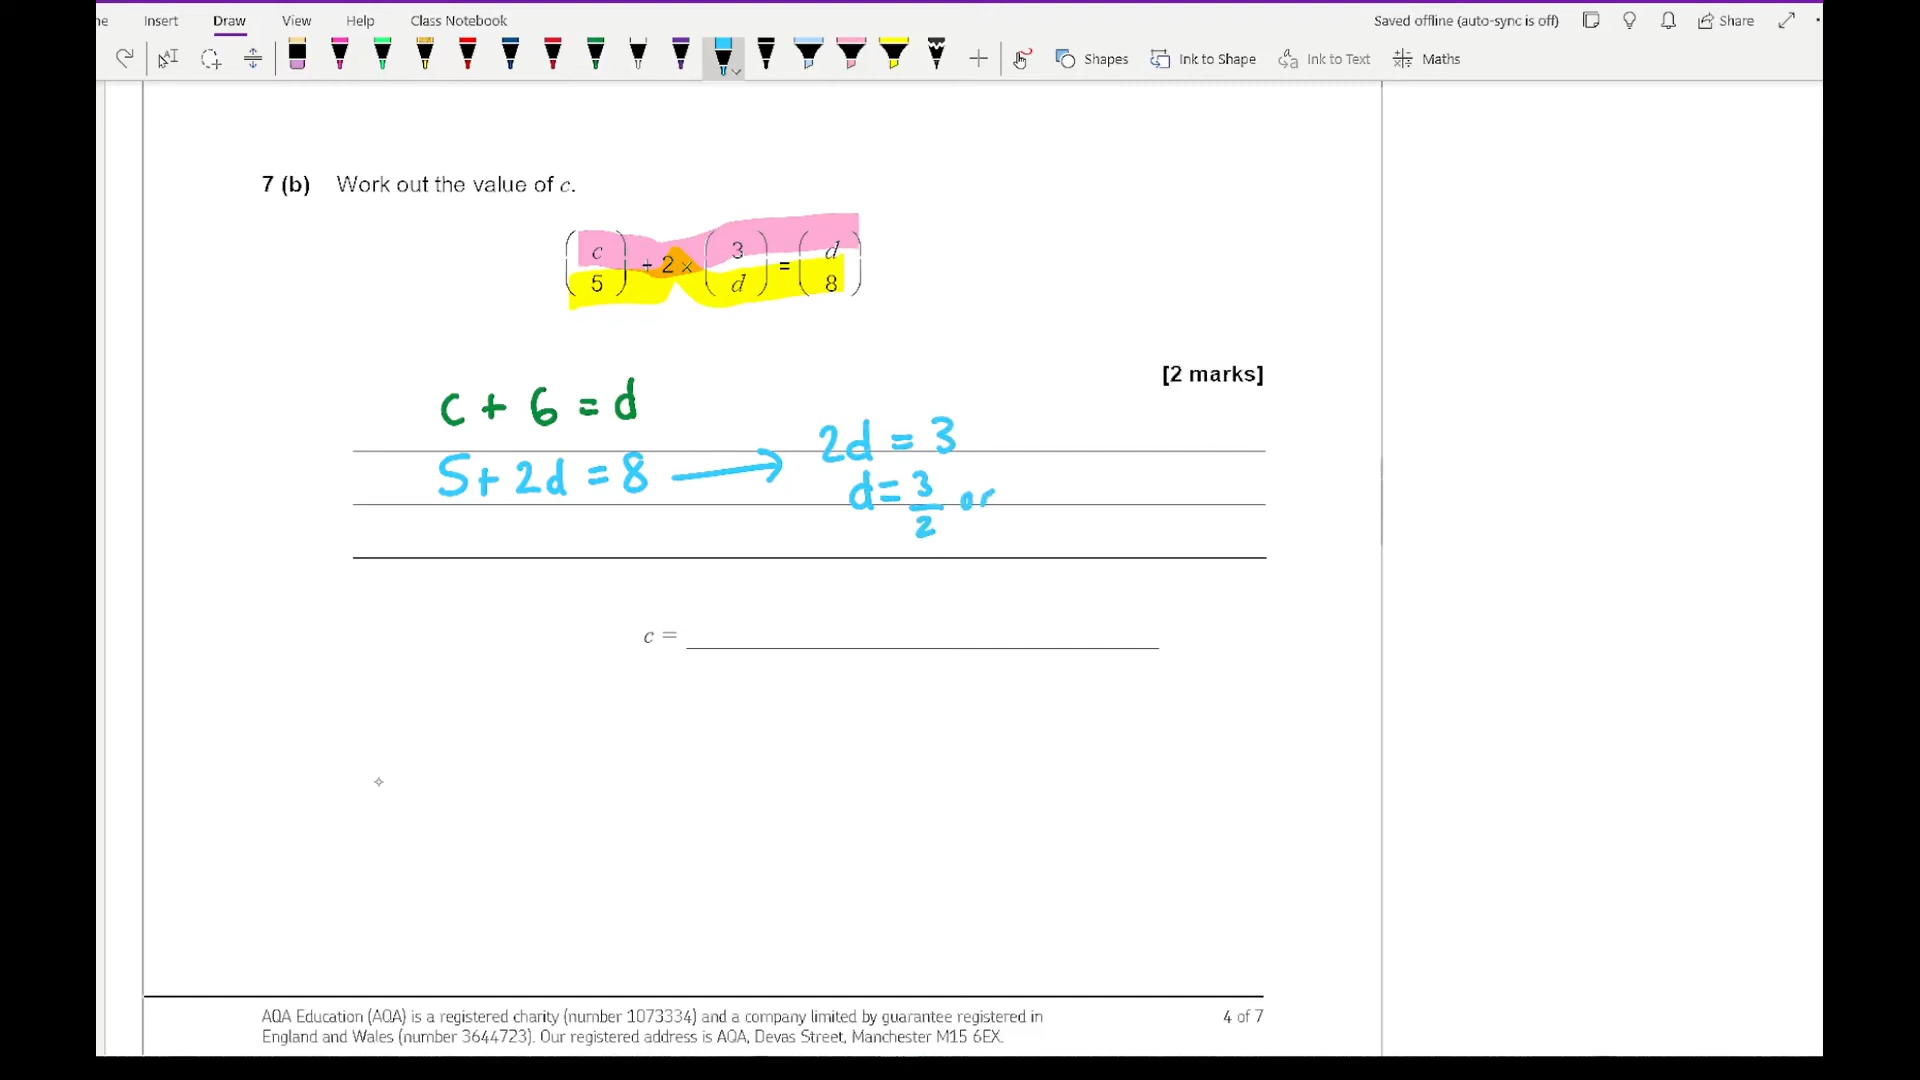 ne Insert Draw View Help Class Notebook Saved offline (auto-sync is off) Share
Shapes Ink to Shape Ink to Text Maths
7 (b) Work out the value of c.
( c ) + 2 × ( 3 ) = ( d )
( 5 ) ( d ) ( 8 )
[2 marks]
c + 6 = d
2d = 3
5 + 2d = 8 →
d = 3/2 or
c =
AQA Education (AQA) is a registered charity (number 1073334) and a company limited by guarantee registered in
England and Wales (number 3644723). Our registered address is AQA, Devas Street, Manchester M15 6EX.
4 of 7